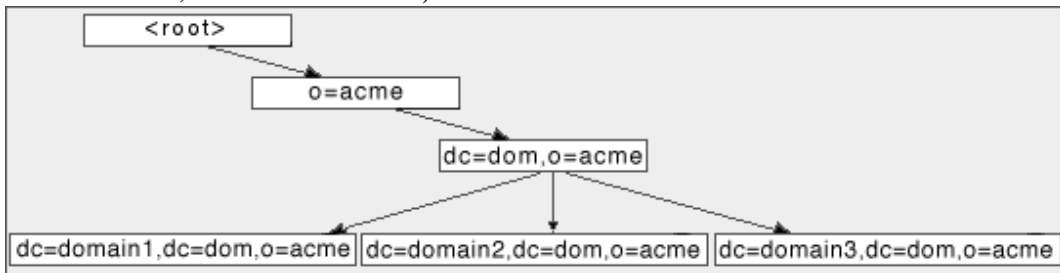 <root>
o=acme
dc=dom,o=acme
dc=domain1,dc=dom,o=acme
dc=domain2,dc=dom,o=acme
dc=domain3,dc=dom,o=acme